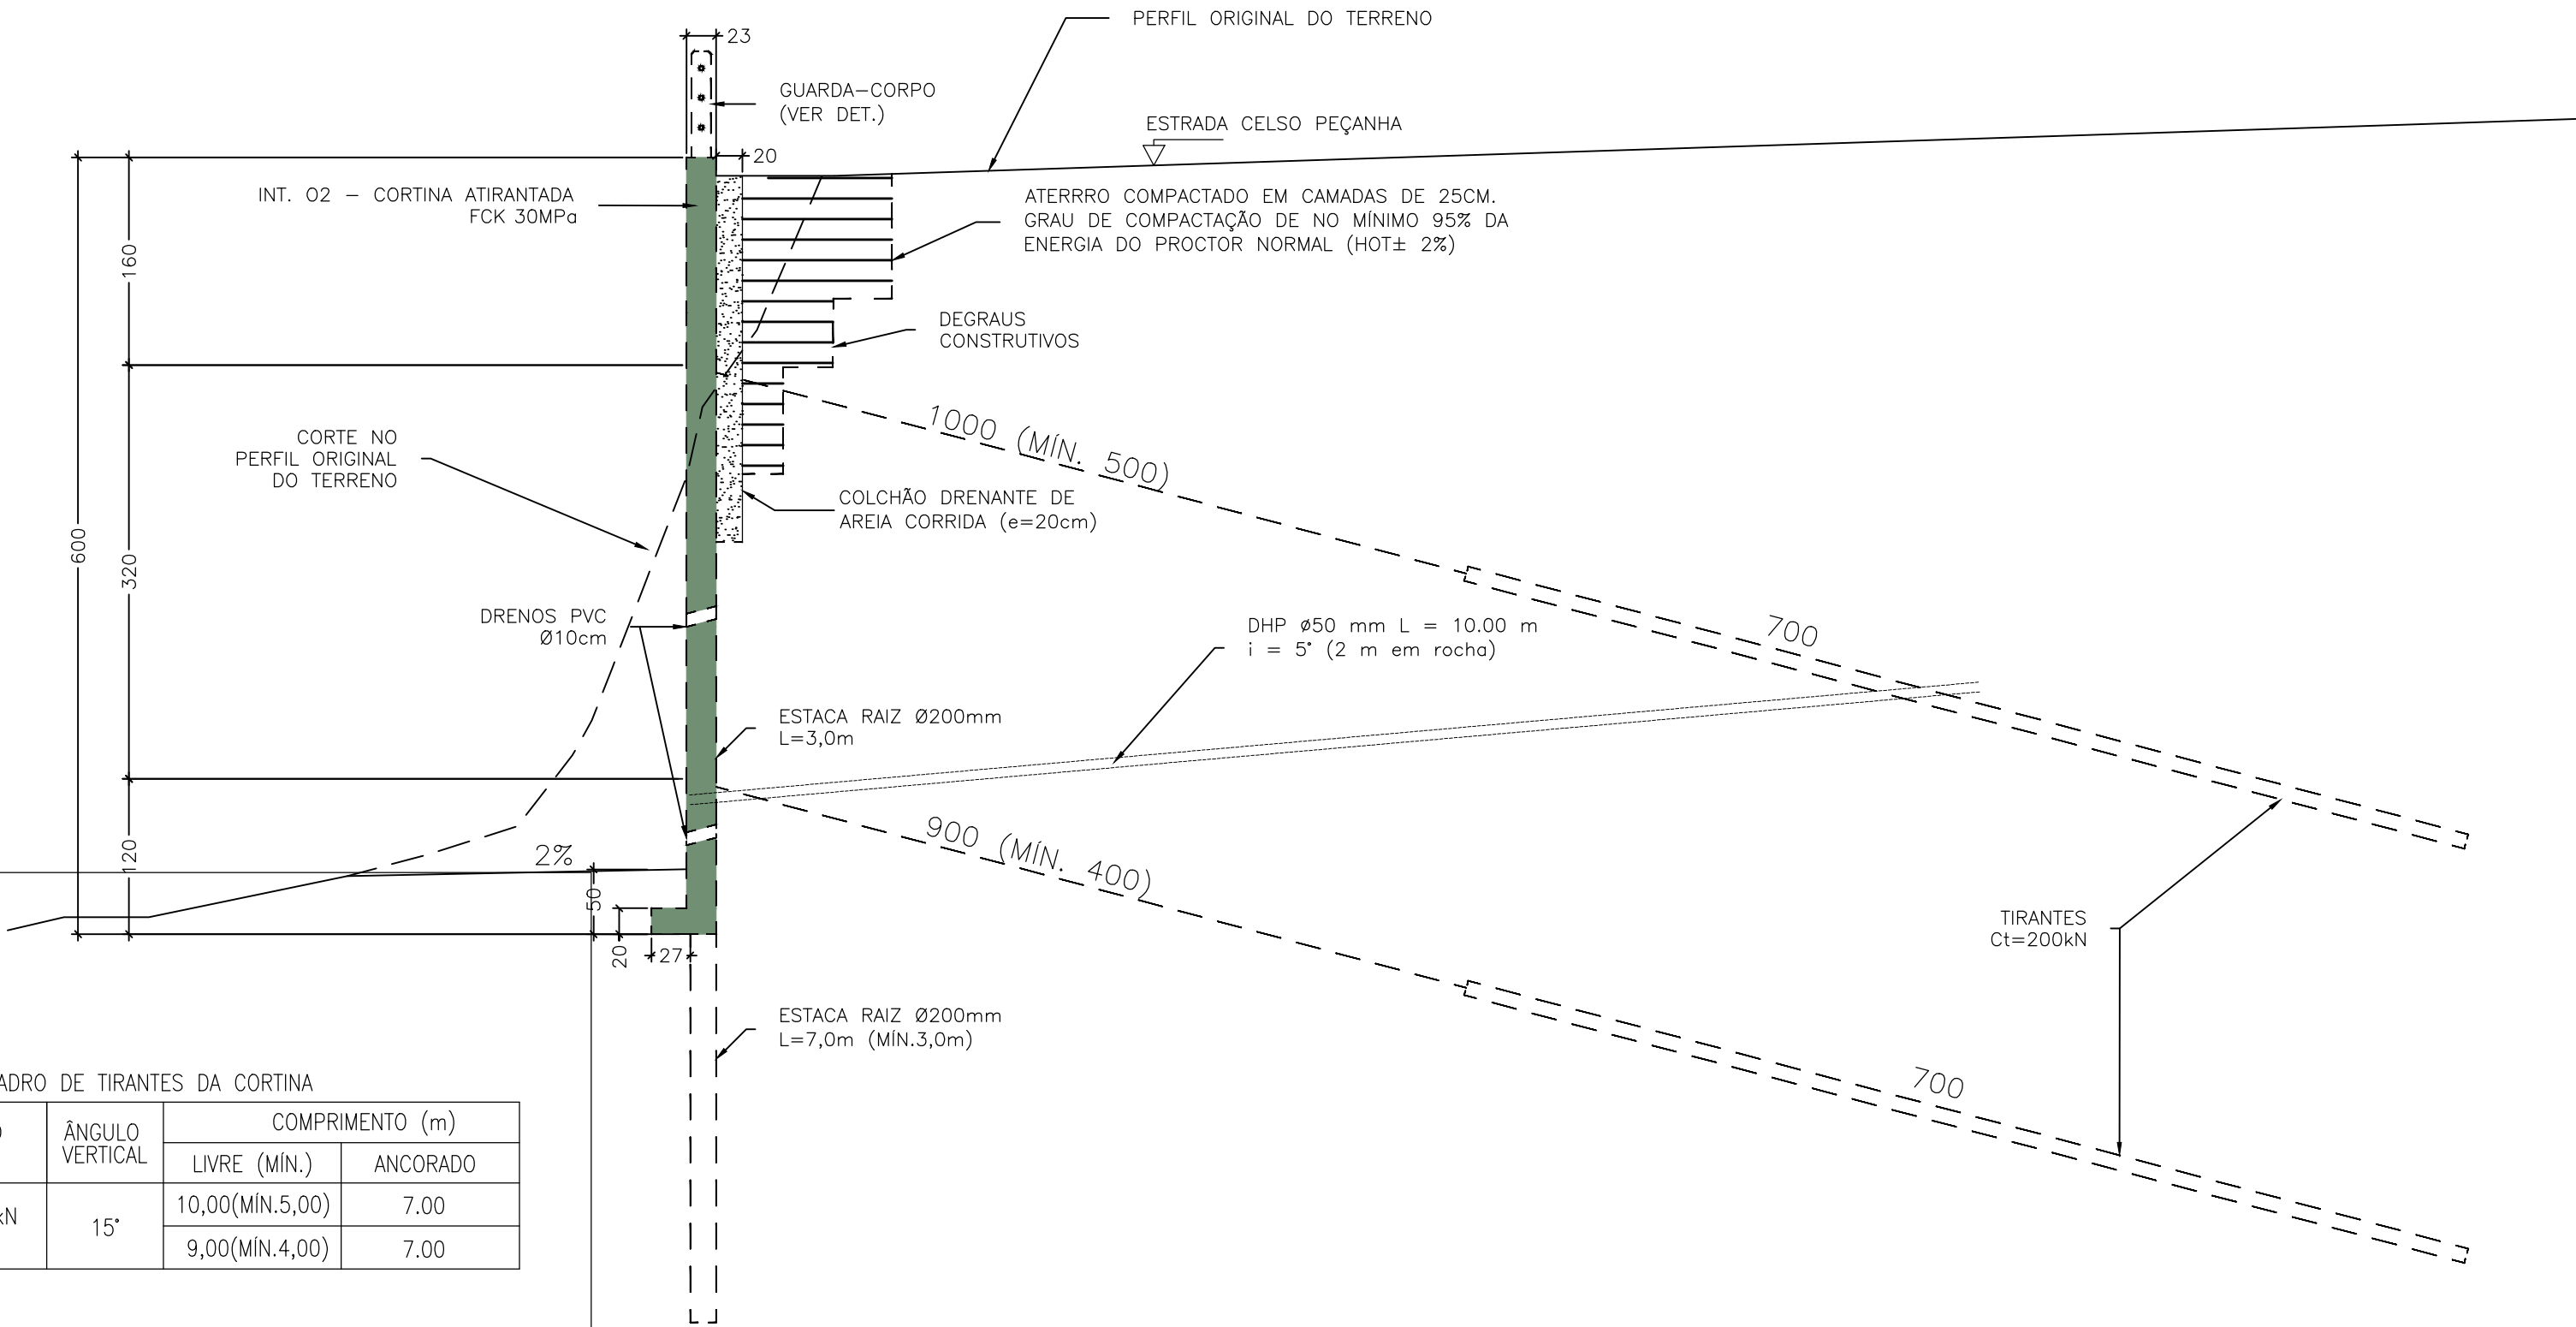 PERFIL ORIGINAL DO TERRENO
23
GUARDA-CORPO
(VER DET.)
ESTRADA CELSO PEÇANHA
20
INT. 02 - CORTINA ATIRANTADA
FCK 30MPa
ATERRRO COMPACTADO EM CAMADAS DE 25CM.
GRAU DE COMPACTAÇÃO DE NO MÍNIMO 95% DA
ENERGIA DO PROCTOR NORMAL (HOT± 2%)
160
DEGRAUS
CONSTRUTIVOS
1000 (MÍN. 500)
CORTE NO
PERFIL ORIGINAL
DO TERRENO
COLCHÃO DRENANTE DE
AREIA CORRIDA (e=20cm)
600
320
DRENOS PVC
Ø10cm
DHP ø50 mm L = 10.00 m
i = 5° (2 m em rocha)
700
ESTACA RAIZ Ø200mm
L=3,0m
900 (MÍN. 400)
120
2%
50
20
27
TIRANTES
Ct=200kN
ESTACA RAIZ Ø200mm
L=7,0m (MÍN.3,0m)
700
ADRO DE TIRANTES DA CORTINA
ÂNGULO
VERTICAL
COMPRIMENTO (m)
LIVRE (MÍN.)
ANCORADO
kN
15°
10,00(MÍN.5,00)
7.00
9,00(MÍN.4,00)
7.00